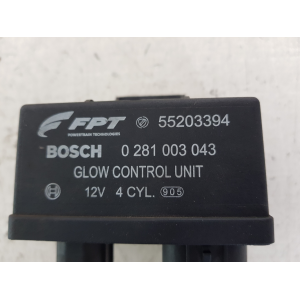 FPT 55203394
POWERTRAIN TECHNOLOGIES
BOSCH 0 281 003 043
GLOW CONTROL UNIT
12V 4 CYL. 905